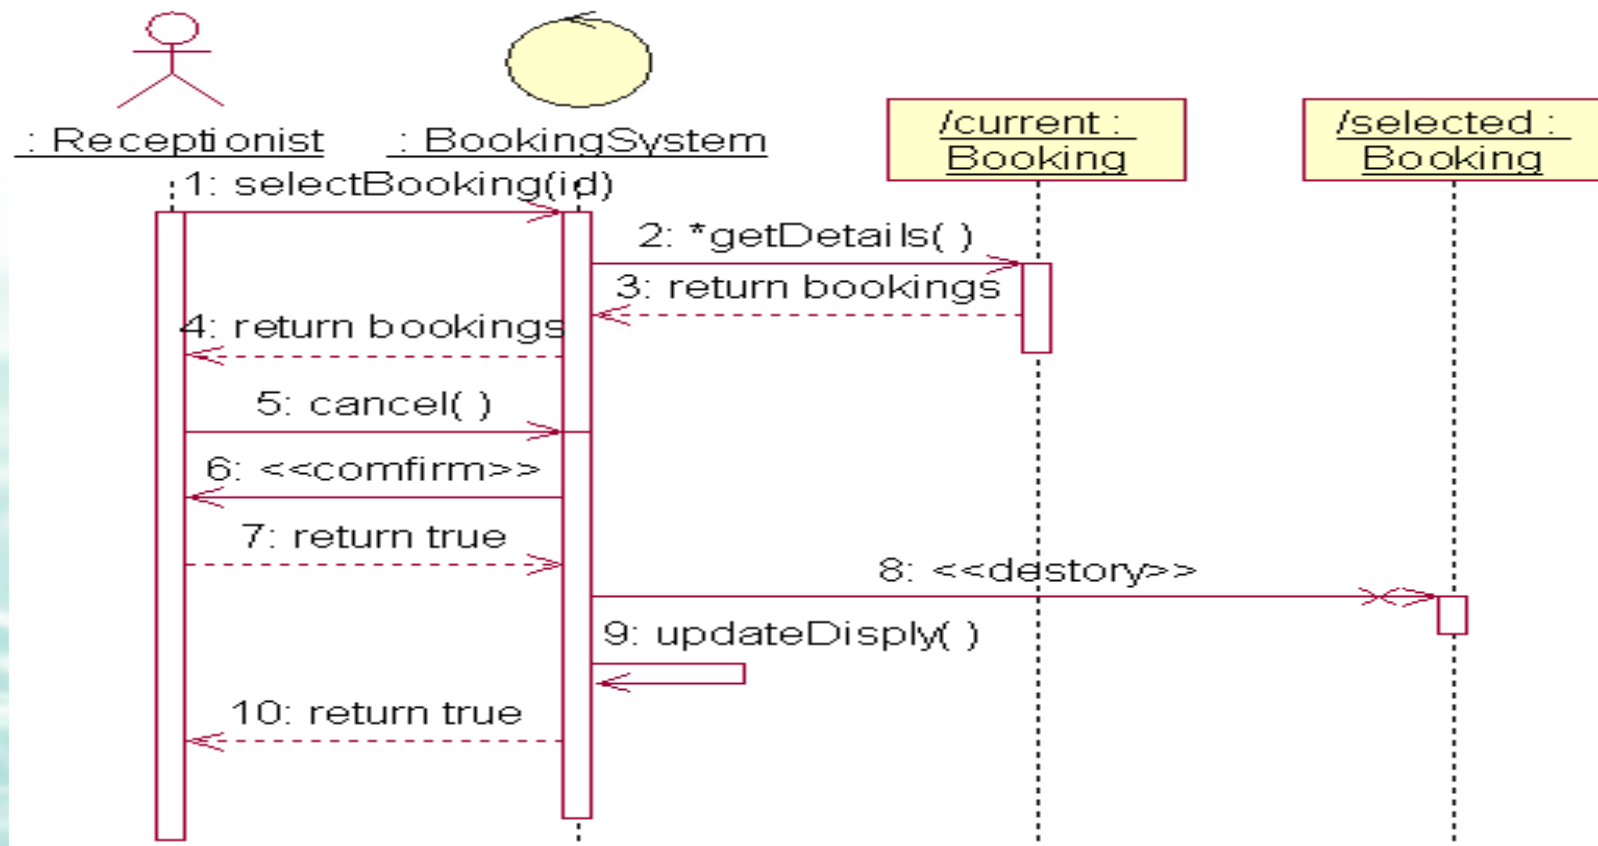 : Receptionist
: BookingSystem
/current :
Booking
/selected :
Booking
1: selectBooking(id)
2: *getDetails( )
3: return bookings
4: return bookings
5: cancel( )
6: <<comfirm>>
7: return true
8: <<destory>>
9: updateDisply( )
10: return true